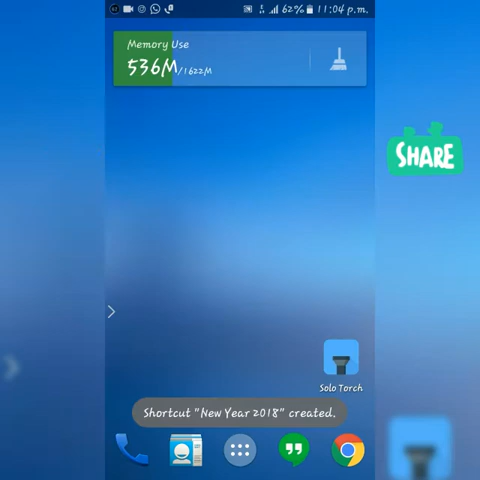 62% 11:04 p.m.
Memory Use
536M/1622M
SHARE
Solo Torch
Shortcut "New Year 2018" created.